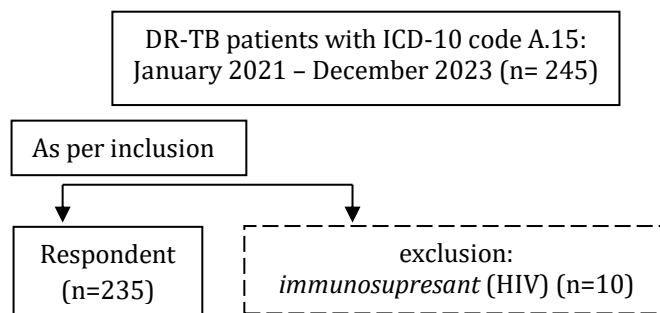 DR-TB patients with ICD-10 code A.15:
January 2021 – December 2023 (n= 245)
As per inclusion
Respondent
(n=235)
exclusion:
immunosupresant (HIV) (n=10)